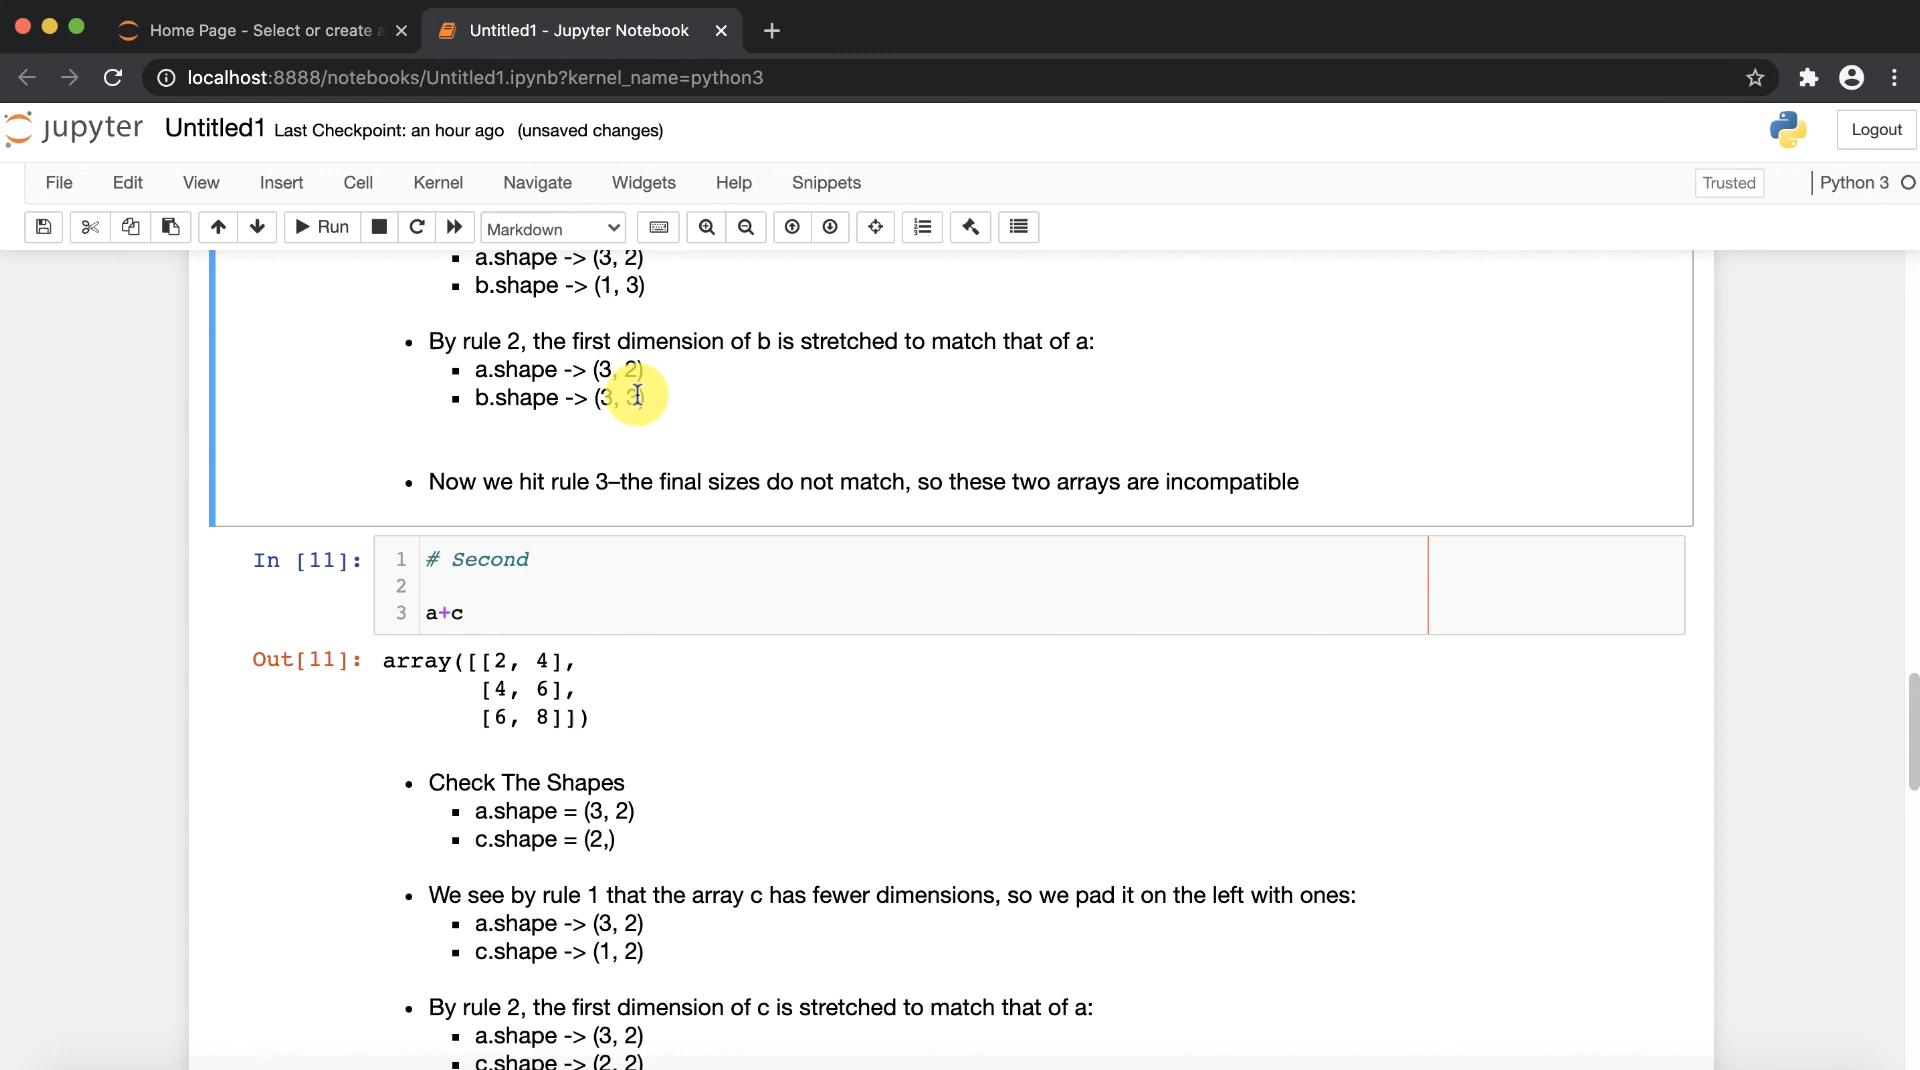 Home Page - Select or create a
Untitled1 - Jupyter Notebook
localhost:8888/notebooks/Untitled1.ipynb?kernel_name=python3
jupyter Untitled1 Last Checkpoint: an hour ago (unsaved changes)
Logout
File Edit View Insert Cell Kernel Navigate Widgets Help Snippets
Trusted
Python 3
Run
Markdown
a.shape -> (3, 2)
b.shape -> (1, 3)
By rule 2, the first dimension of b is stretched to match that of a:
a.shape -> (3, 2)
b.shape -> (3, 3)
Now we hit rule 3–the final sizes do not match, so these two arrays are incompatible
In [11]:
1 # Second
2
3 a+c
Out[11]: array([[2, 4],
[4, 6],
[6, 8]])
Check The Shapes
a.shape = (3, 2)
c.shape = (2,)
We see by rule 1 that the array c has fewer dimensions, so we pad it on the left with ones:
a.shape -> (3, 2)
c.shape -> (1, 2)
By rule 2, the first dimension of c is stretched to match that of a:
a.shape -> (3, 2)
c.shape -> (2, 2)